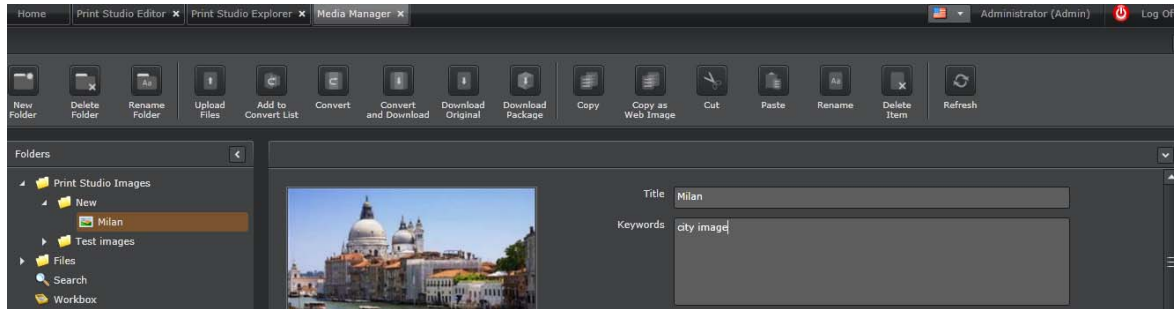 Home Print Studio Editor × Print Studio Explorer × Media Manager × Administrator (Admin) Log Of
New Folder
Delete Folder
Rename Folder
Upload Files
Add to Convert List
Convert
Convert and Download
Download Original
Download Package
Copy
Copy as Web Image
Cut
Paste
Rename
Delete Item
Refresh
Folders
Print Studio Images
New
Milan
Test images
Files
Search
Workbox
Title Milan
Keywords city image